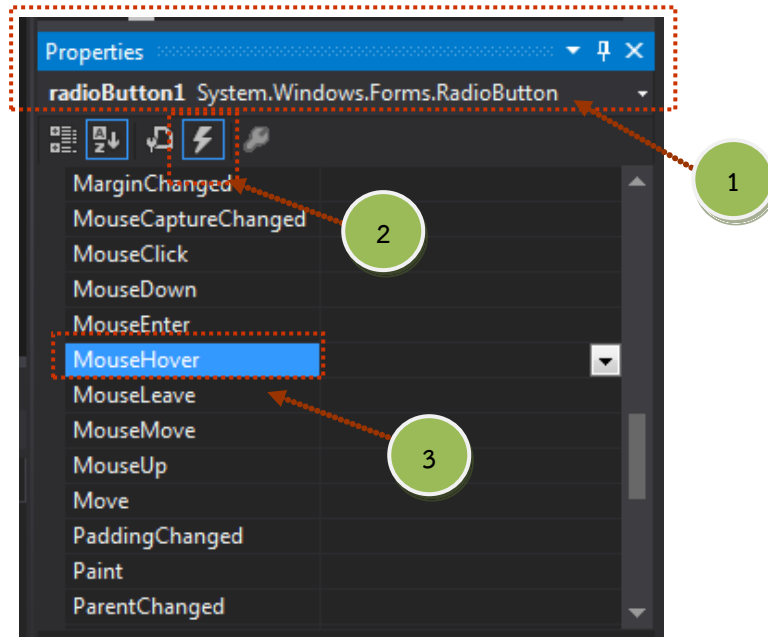 Properties
radioButton1 System.Windows.Forms.RadioButton
1
MarginChanged
MouseCaptureChanged
2
MouseClick
MouseDown
MouseEnter
MouseHover
MouseLeave
MouseMove
MouseUp
3
Move
PaddingChanged
Paint
ParentChanged